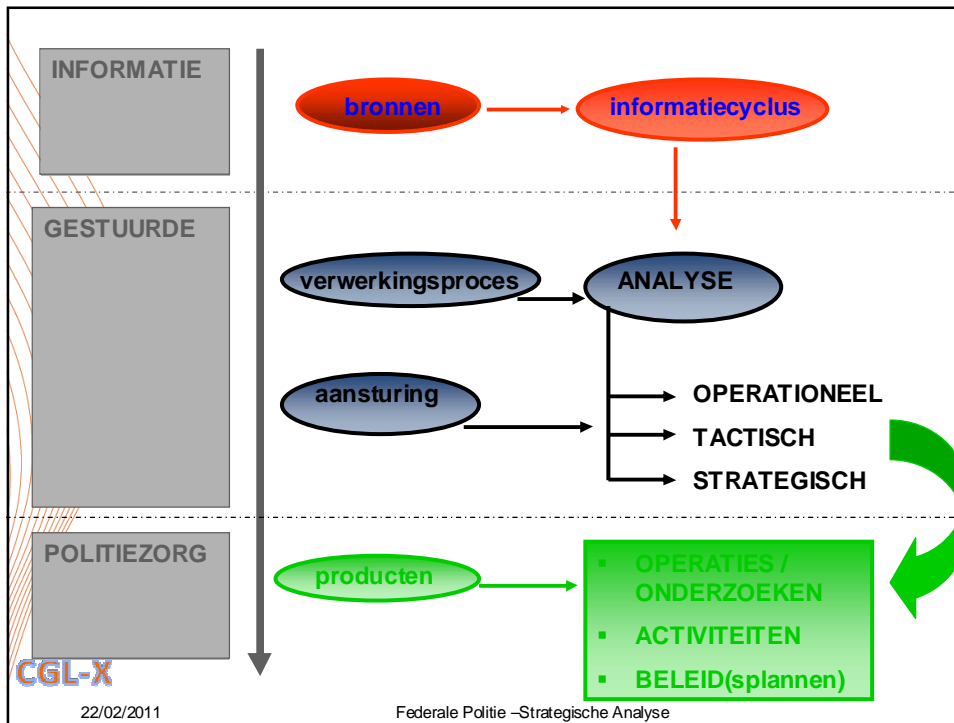 INFORMATIE
bronnen
informatiecyclus
GESTUURDE
verwerkingsproces
ANALYSE
aansturing
OPERATIONEEL
TACTISCH
STRATEGISCH
POLITIEZORG
producten
▪ OPERATIES /
ONDERZOEKEN
▪ ACTIVITEITEN
▪ BELEID(splannen)
CGL-X
22/02/2011
Federale Politie –Strategische Analyse